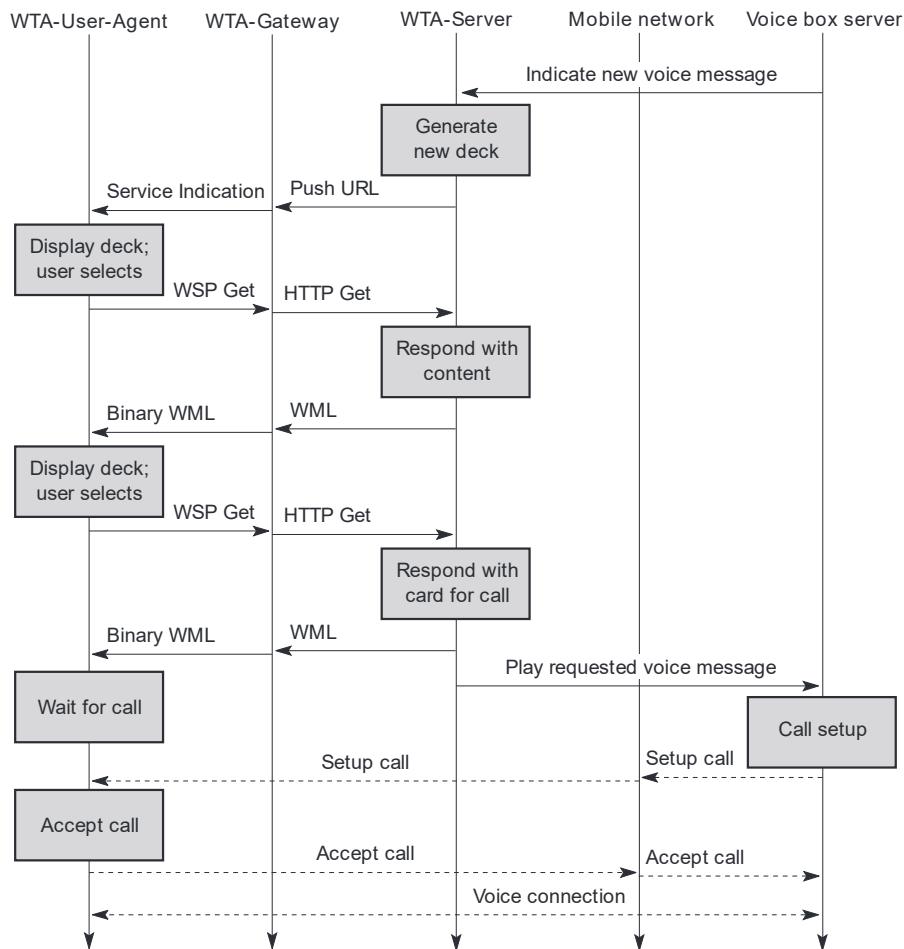 WTA-User-Agent
WTA-Gateway
WTA-Server
Mobile network
Voice box server
Indicate new voice message
Generate
new deck
Service Indication
Push URL
Display deck;
user selects
WSP Get
HTTP Get
Respond with
content
Binary WML
WML
Display deck;
user selects
WSP Get
HTTP Get
Respond with
card for call
Binary WML
WML
Play requested voice message
Wait for call
Call setup
Setup call
Setup call
Accept call
Accept call
Accept call
Voice connection